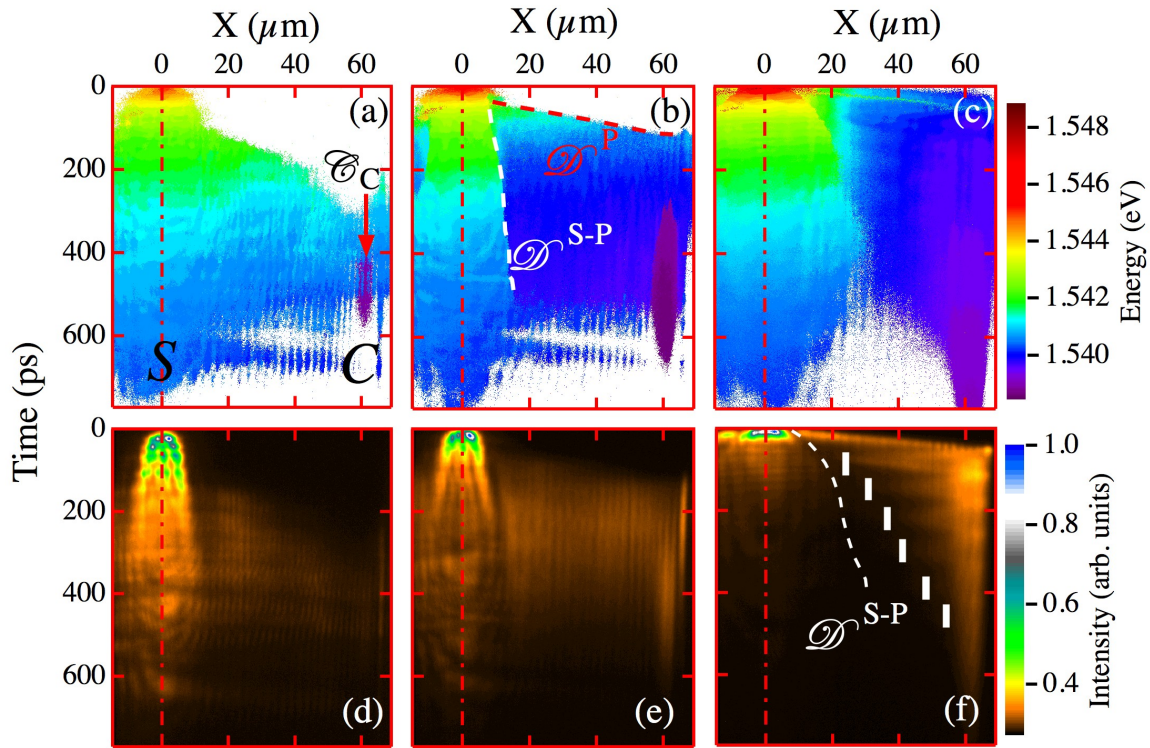 X (μm) X (μm) X (μm)
0 20 40 60 0 20 40 60 0 20 40 60
0 (a) (b) (c)
200
400
600
𝒞C
𝒟P
𝒟S-P
S C
1.548
1.546
1.544
1.542
1.540
Energy (eV)
Time (ps)
0
200
400
600
(d) (e) (f)
𝒟S-P
1.0
0.8
0.6
0.4
Intensity (arb. units)